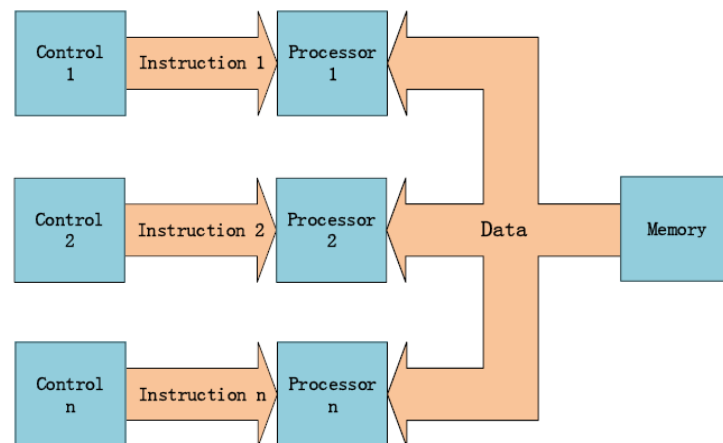 Control
1
Instruction 1
Processor
1
Control
2
Instruction 2
Processor
2
Data
Memory
Control
n
Instruction n
Processor
n